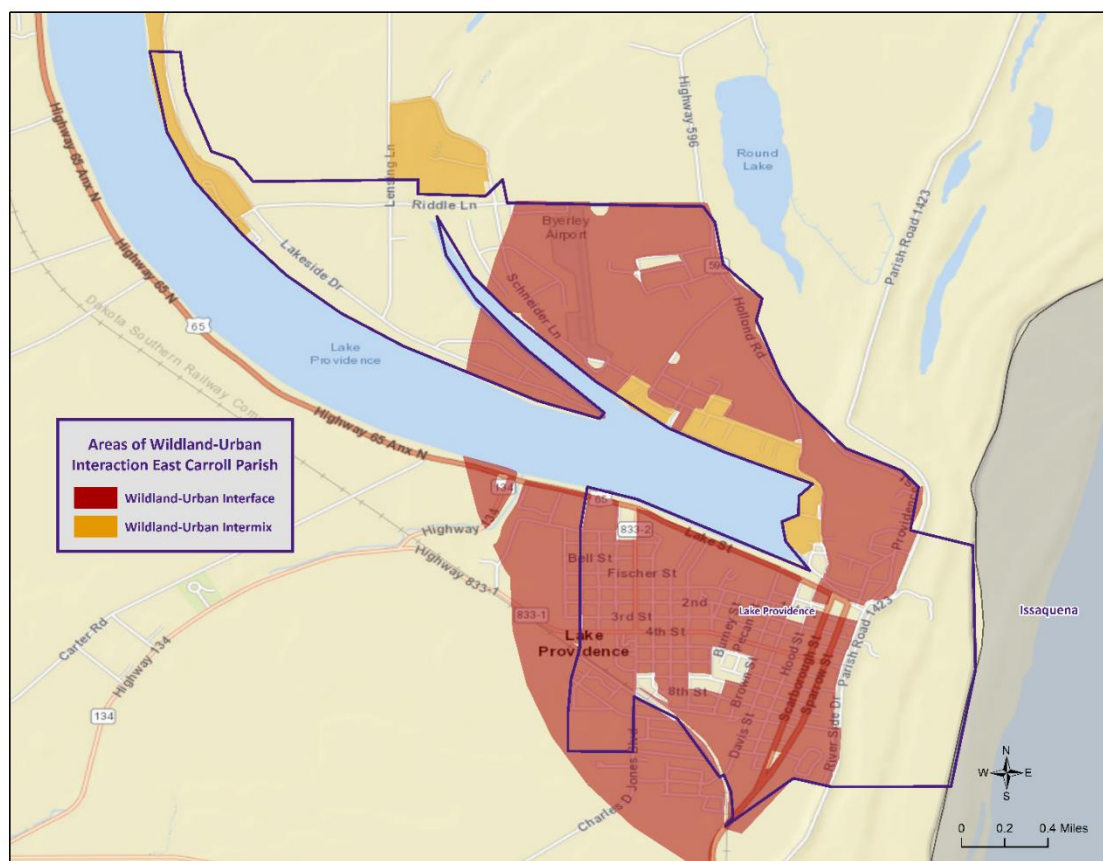 Highway 65 Anx N
Lensing Ln
Highway 596
Round
Lake
Parish Road 1423
Riddle Ln
Byerley
Airport
Highway 65 N
Lakeside Dr
Schneider Ln
Hollond Rd
65
Dakota Southern Railway Com
Lake
Providence
Highway 65 Anx N
Areas of Wildland-Urban
Interaction East Carroll Parish
Wildland-Urban Interface
Wildland-Urban Intermix
134
65
Highway 134
833-2
Lake St
Providence
Highway 833-1
Bell St
Fischer St
2nd
833-1
3rd St
4th St
Burney St
Pecan
Lake Providence
Issaquena
Lake
Providence
Hood St
Scarborough St
Sparrow St
Parish Road 1423
Carter Rd
Highway 134
8th St
Brown St
134
Davis St
River Side Dr
Charles D Jones Blvd
N
W E
S
0 0.2 0.4 Miles